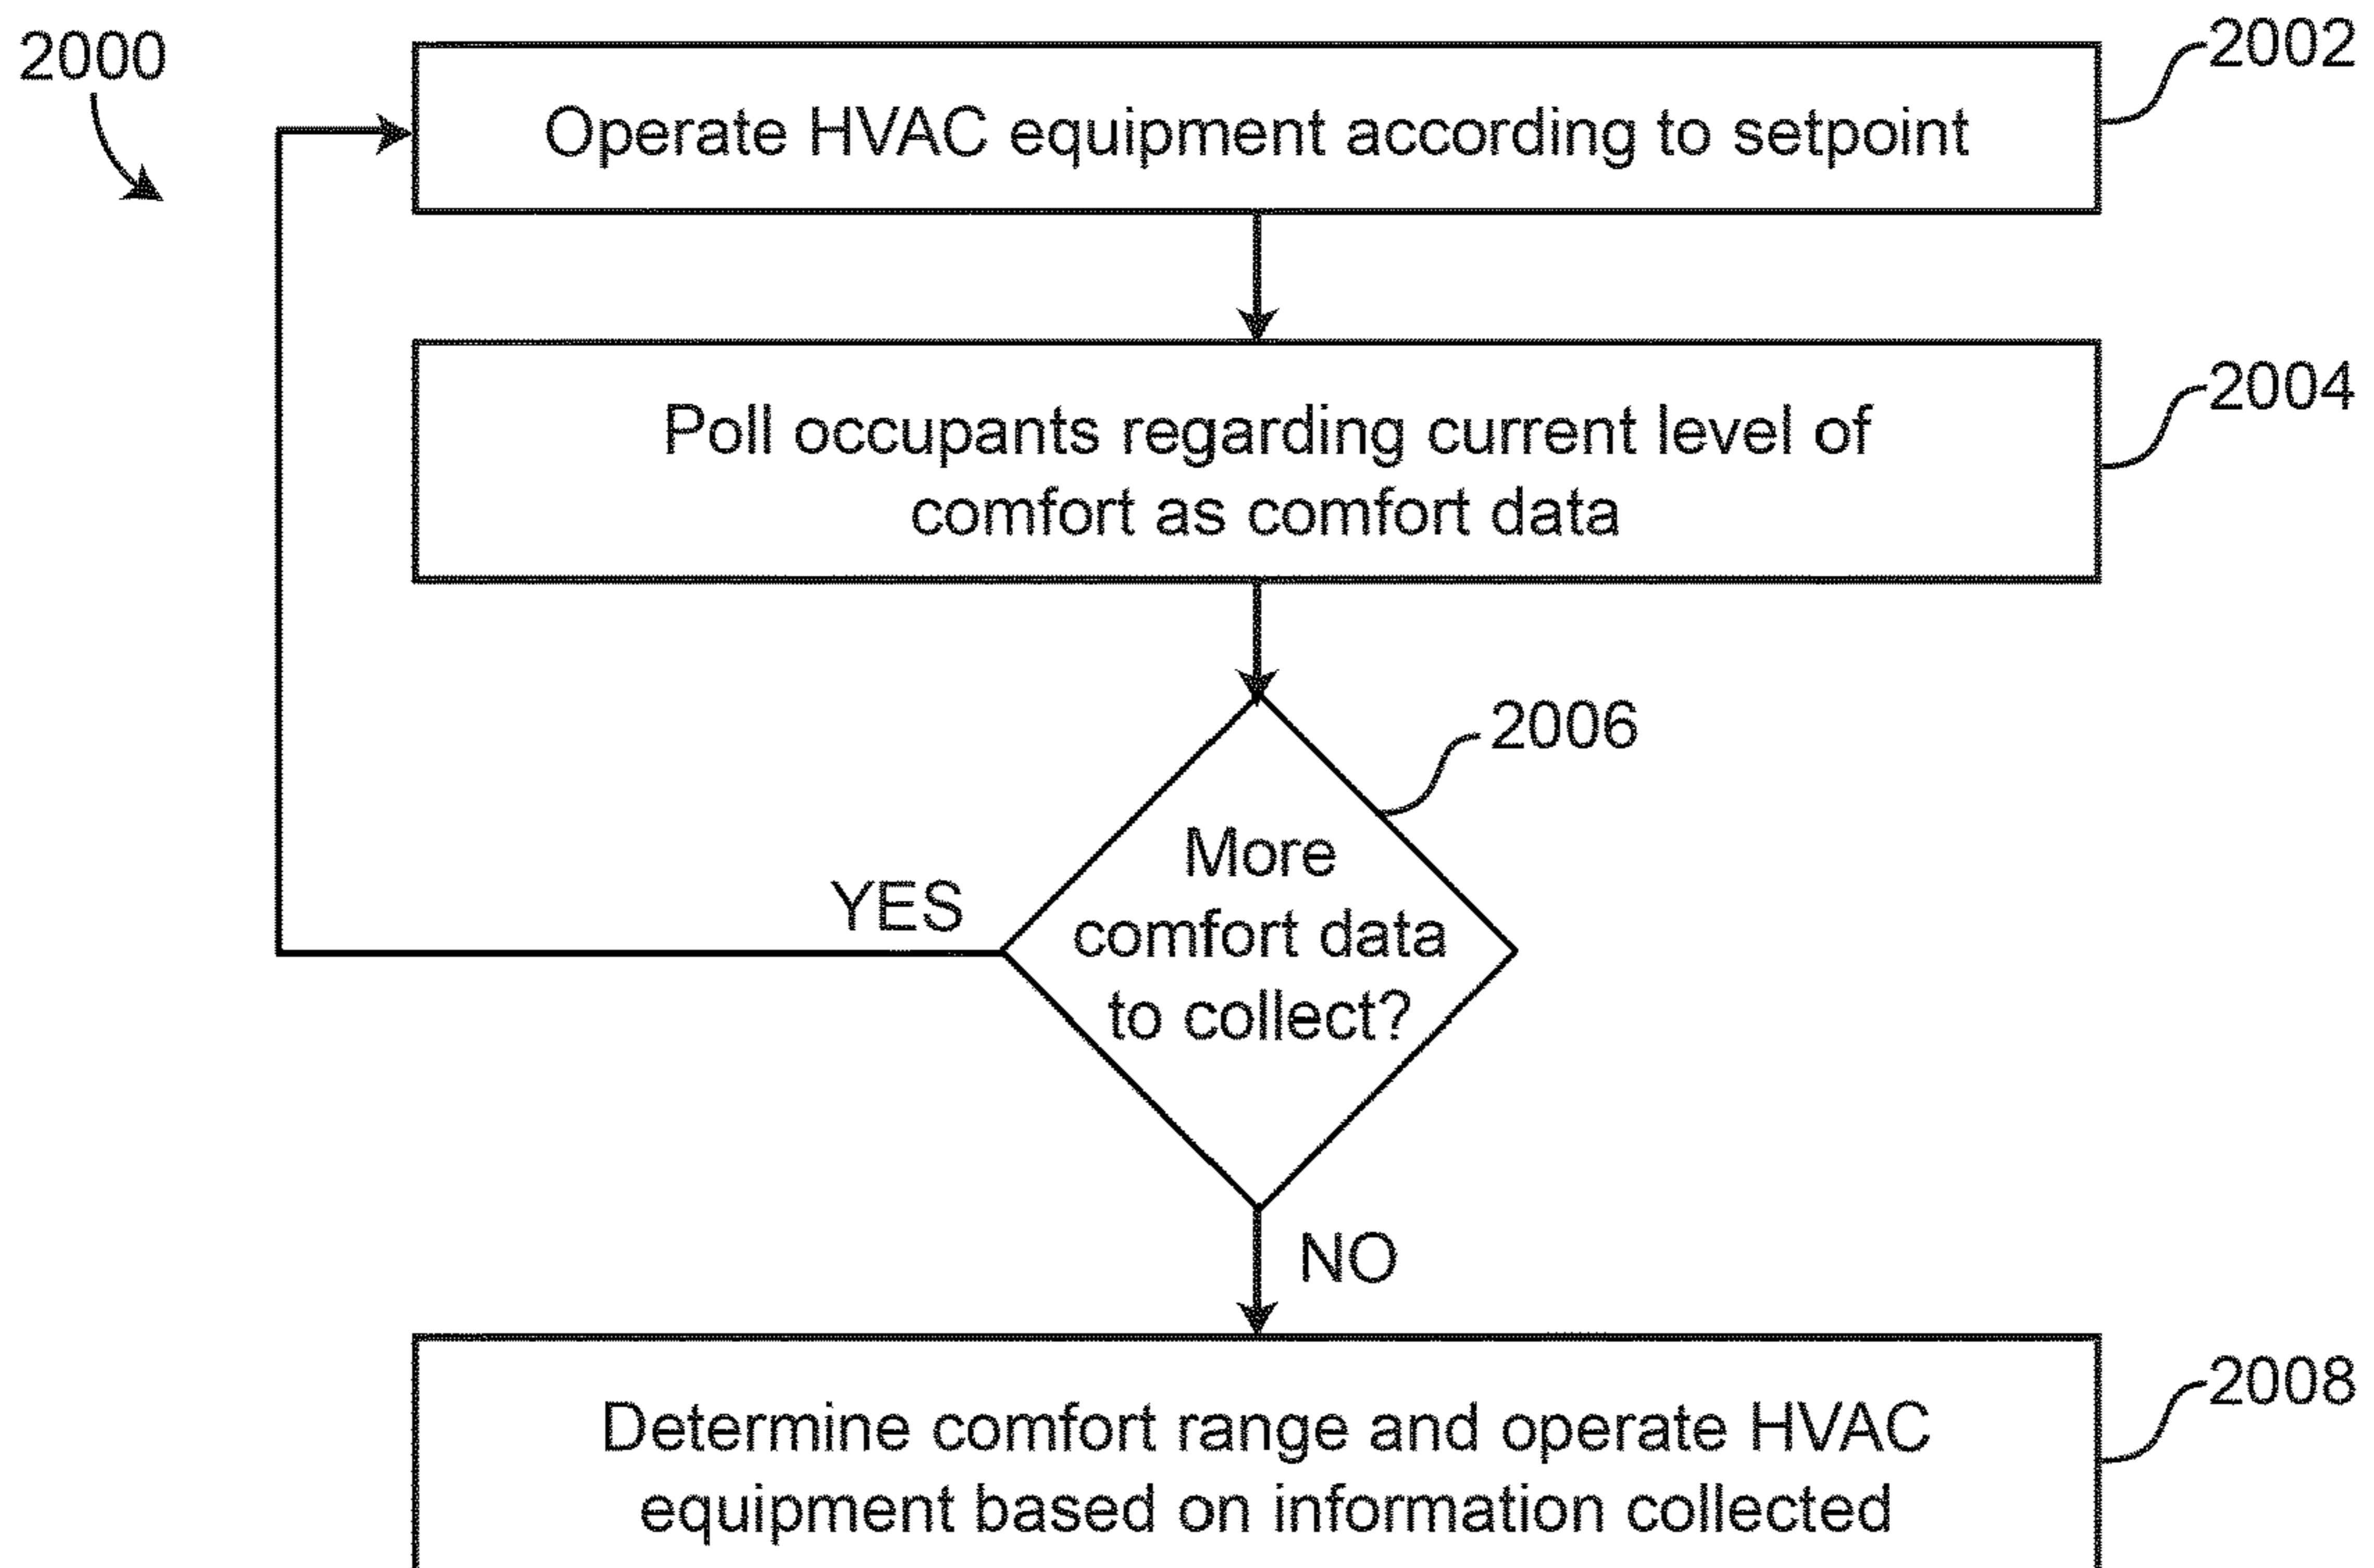 2000
2002
Operate HVAC equipment according to setpoint
2004
Poll occupants regarding current level of
comfort as comfort data
2006
More
comfort data
to collect?
YES
NO
2008
Determine comfort range and operate HVAC
equipment based on information collected